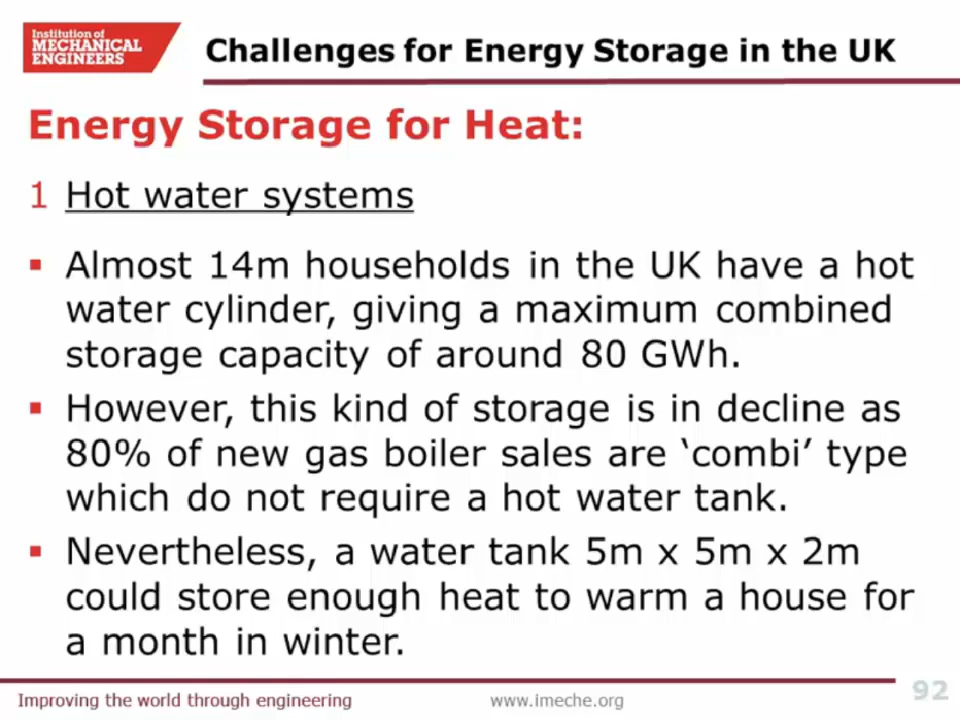 Institution of
MECHANICAL
ENGINEERS
Challenges for Energy Storage in the UK
Energy Storage for Heat:
1 Hot water systems
▪ Almost 14m households in the UK have a hot
water cylinder, giving a maximum combined
storage capacity of around 80 GWh.
▪ However, this kind of storage is in decline as
80% of new gas boiler sales are ‘combi’ type
which do not require a hot water tank.
▪ Nevertheless, a water tank 5m x 5m x 2m
could store enough heat to warm a house for
a month in winter.
Improving the world through engineering
www.imeche.org
92